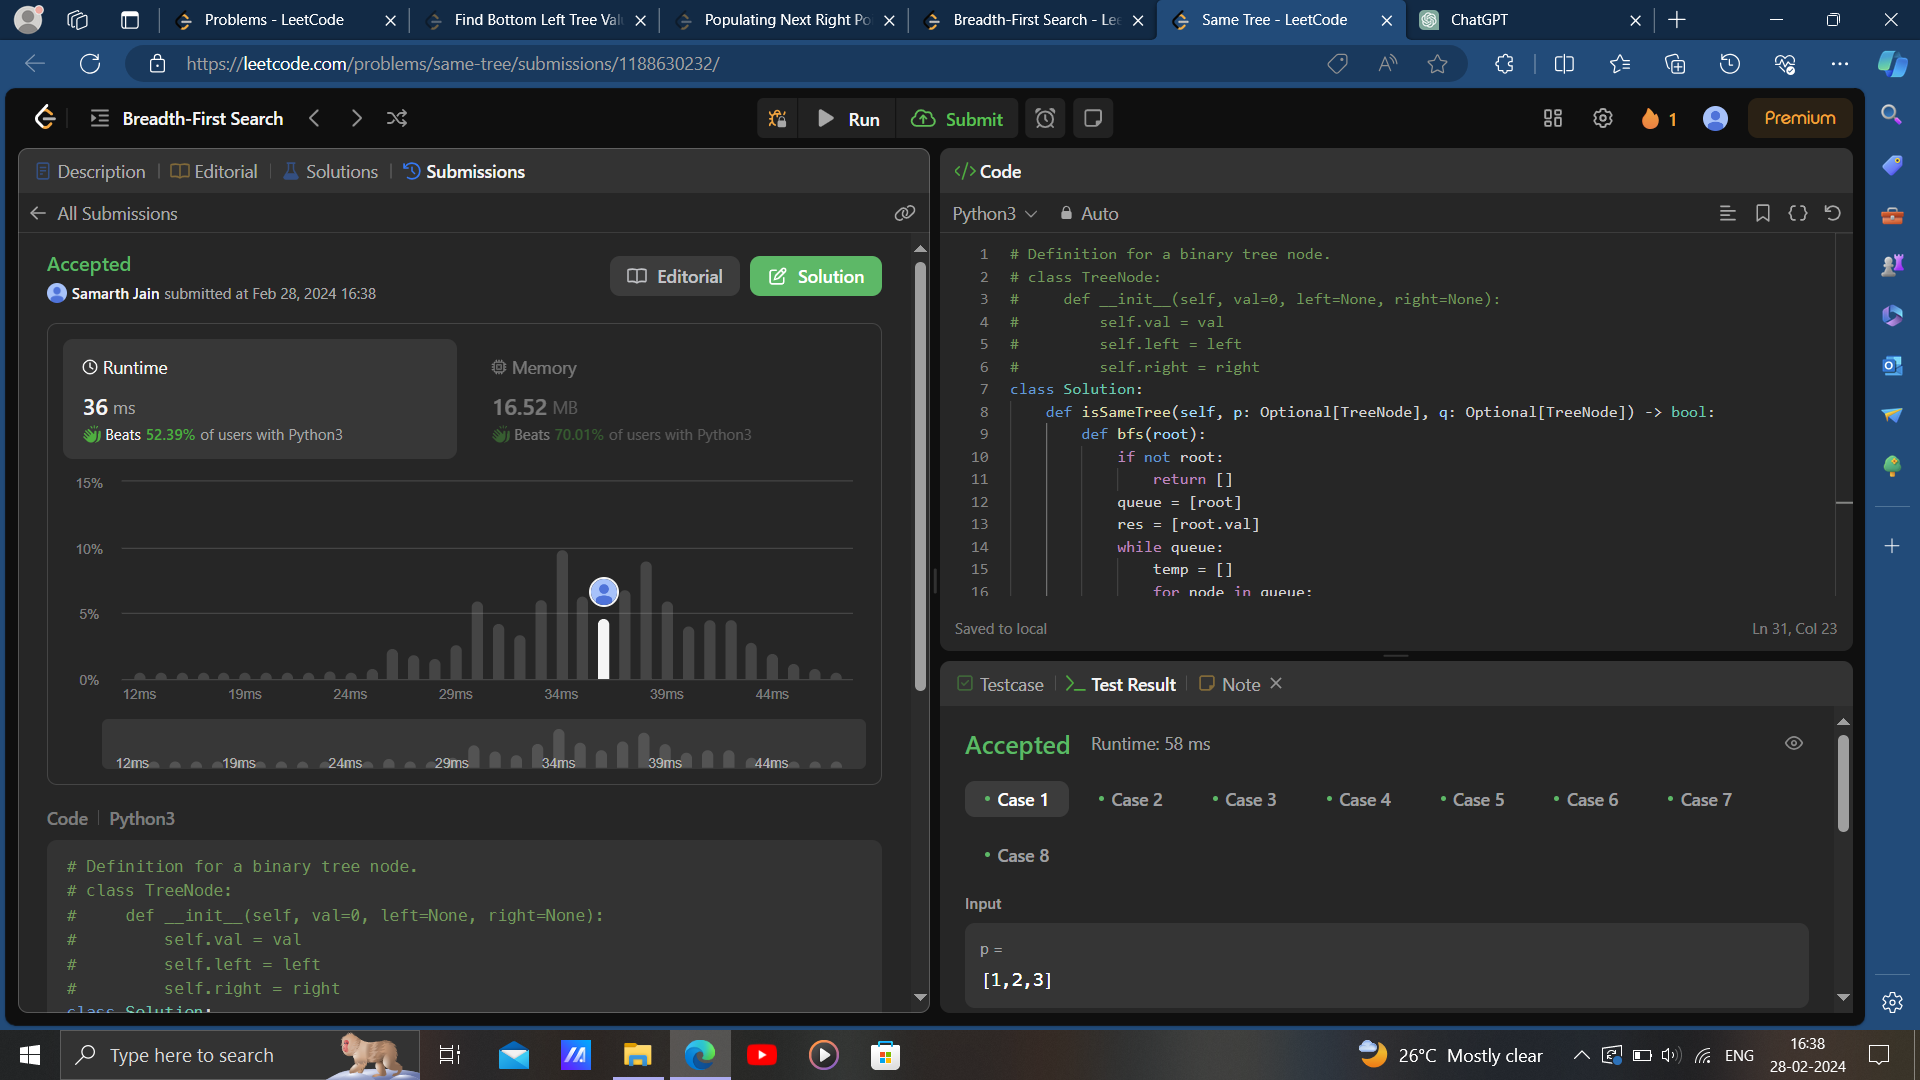 Problems - LeetCode
Find Bottom Left Tree Val
Populating Next Right Po
Breadth-First Search - Lee
Same Tree - LeetCode
ChatGPT
https://leetcode.com/problems/same-tree/submissions/1188630232/
Breadth-First Search
Run
Submit
1
Premium
Description
Editorial
Solutions
Submissions
All Submissions
Accepted
Samarth Jain submitted at Feb 28, 2024 16:38
Editorial
Solution
Runtime
36 ms
Beats 52.39% of users with Python3
Memory
16.52 MB
Beats 70.01% of users with Python3
15%
10%
5%
0%
12ms 19ms 24ms 29ms 34ms 39ms 44ms
12ms 19ms 24ms 29ms 34ms 39ms 44ms
Code | Python3
# Definition for a binary tree node.
# class TreeNode:
#     def __init__(self, val=0, left=None, right=None):
#         self.val = val
#         self.left = left
#         self.right = right
class Solution:
Code
Python3
Auto
1 # Definition for a binary tree node.
2 # class TreeNode:
3 #     def __init__(self, val=0, left=None, right=None):
4 #         self.val = val
5 #         self.left = left
6 #         self.right = right
7 class Solution:
8     def isSameTree(self, p: Optional[TreeNode], q: Optional[TreeNode]) -> bool:
9         def bfs(root):
10             if not root:
11                 return []
12             queue = [root]
13             res = [root.val]
14             while queue:
15                 temp = []
16                 for node in queue:
Saved to local
Ln 31, Col 23
Testcase
Test Result
Note
Accepted
Runtime: 58 ms
Case 1
Case 2
Case 3
Case 4
Case 5
Case 6
Case 7
Case 8
Input
p =
[1,2,3]
Type here to search
26°C Mostly clear
ENG
16:38
28-02-2024